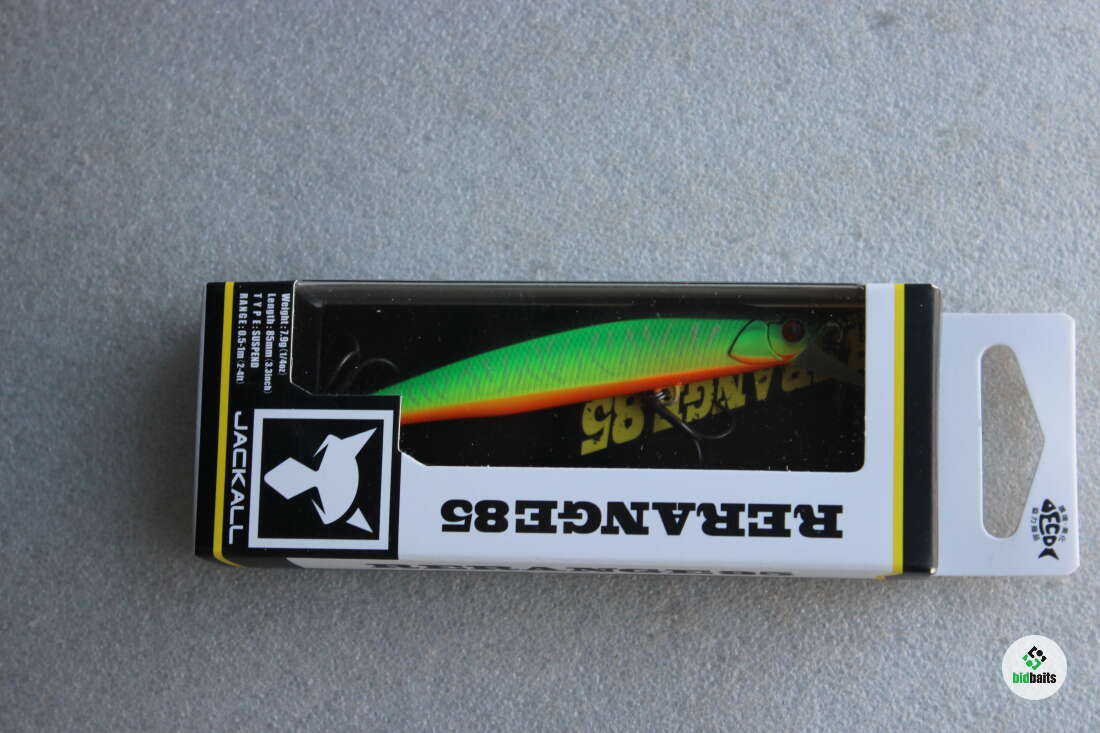 Weight : 7.9g (1/4oz)
Length : 85mm (3.3inch)
TYPE : SUSPEND
RANGE : 0.5-1m (2-4ft)
JACKALL
RERANGE85
RERANGE85
ECO
bidbaits